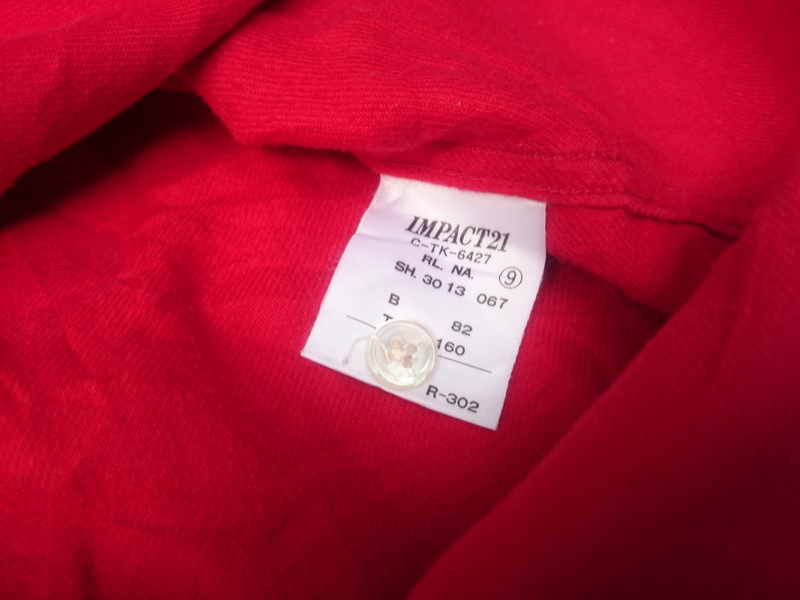 IMPACT21
C-TK-6427
RL. NA. ⑨
SH. 30 13 067
B 82
T 160
R-302